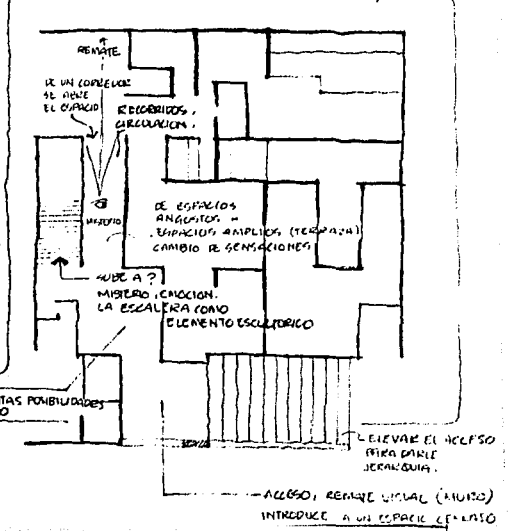 REMATE.
DE UN CORREDOR
SE ABRE
EL ESPACIO
RECORRIDOS,
CIRCULACION.
MISTERIO
DE ESPACIOS
ANGOSTOS A
ESPACIOS AMPLIOS (TERRAZA)
CAMBIO DE SENSACIONES
SUBE A ?
MISTERIO, EMOCION.
LA ESCALERA COMO
ELEMENTO ESCULTORICO
TAS POSIBILIDADES
O
ELEVAR EL ACCESO
PARA DARLE
JERARQUIA.
ACCESO, REMATE VISUAL (MURO)
INTRODUCE A UN ESPACIO